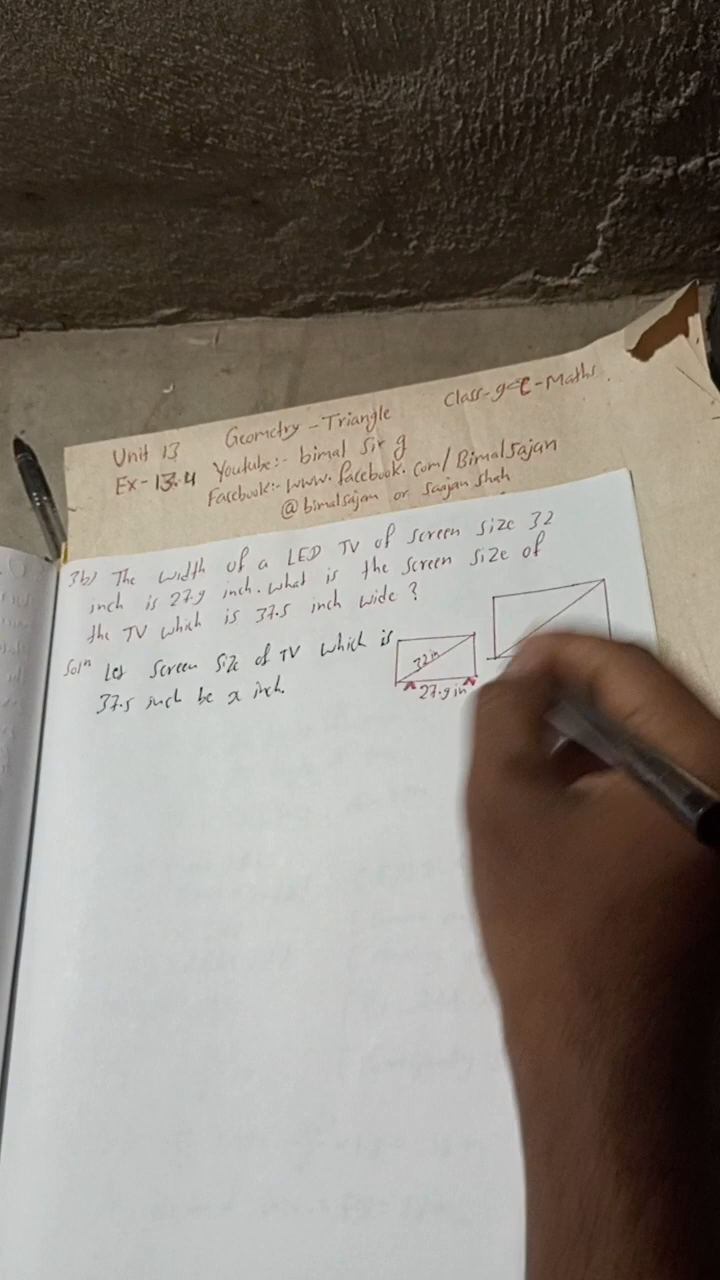 Unit 13 Geometry - Triangle Class-9 - Maths.
Ex-13.4 Youtube:- bimal sir g
Facebook:- www.facebook.com/BimalSajan
@bimalsajan or Sanjan Shah
3b) The width of a LED TV of screen size 32
inch is 27.9 inch. what is the screen size of
the TV which is 37.5 inch wide ?
Solⁿ Let screen size of TV which is
37.5 inch be x inch.
32in
27.9in